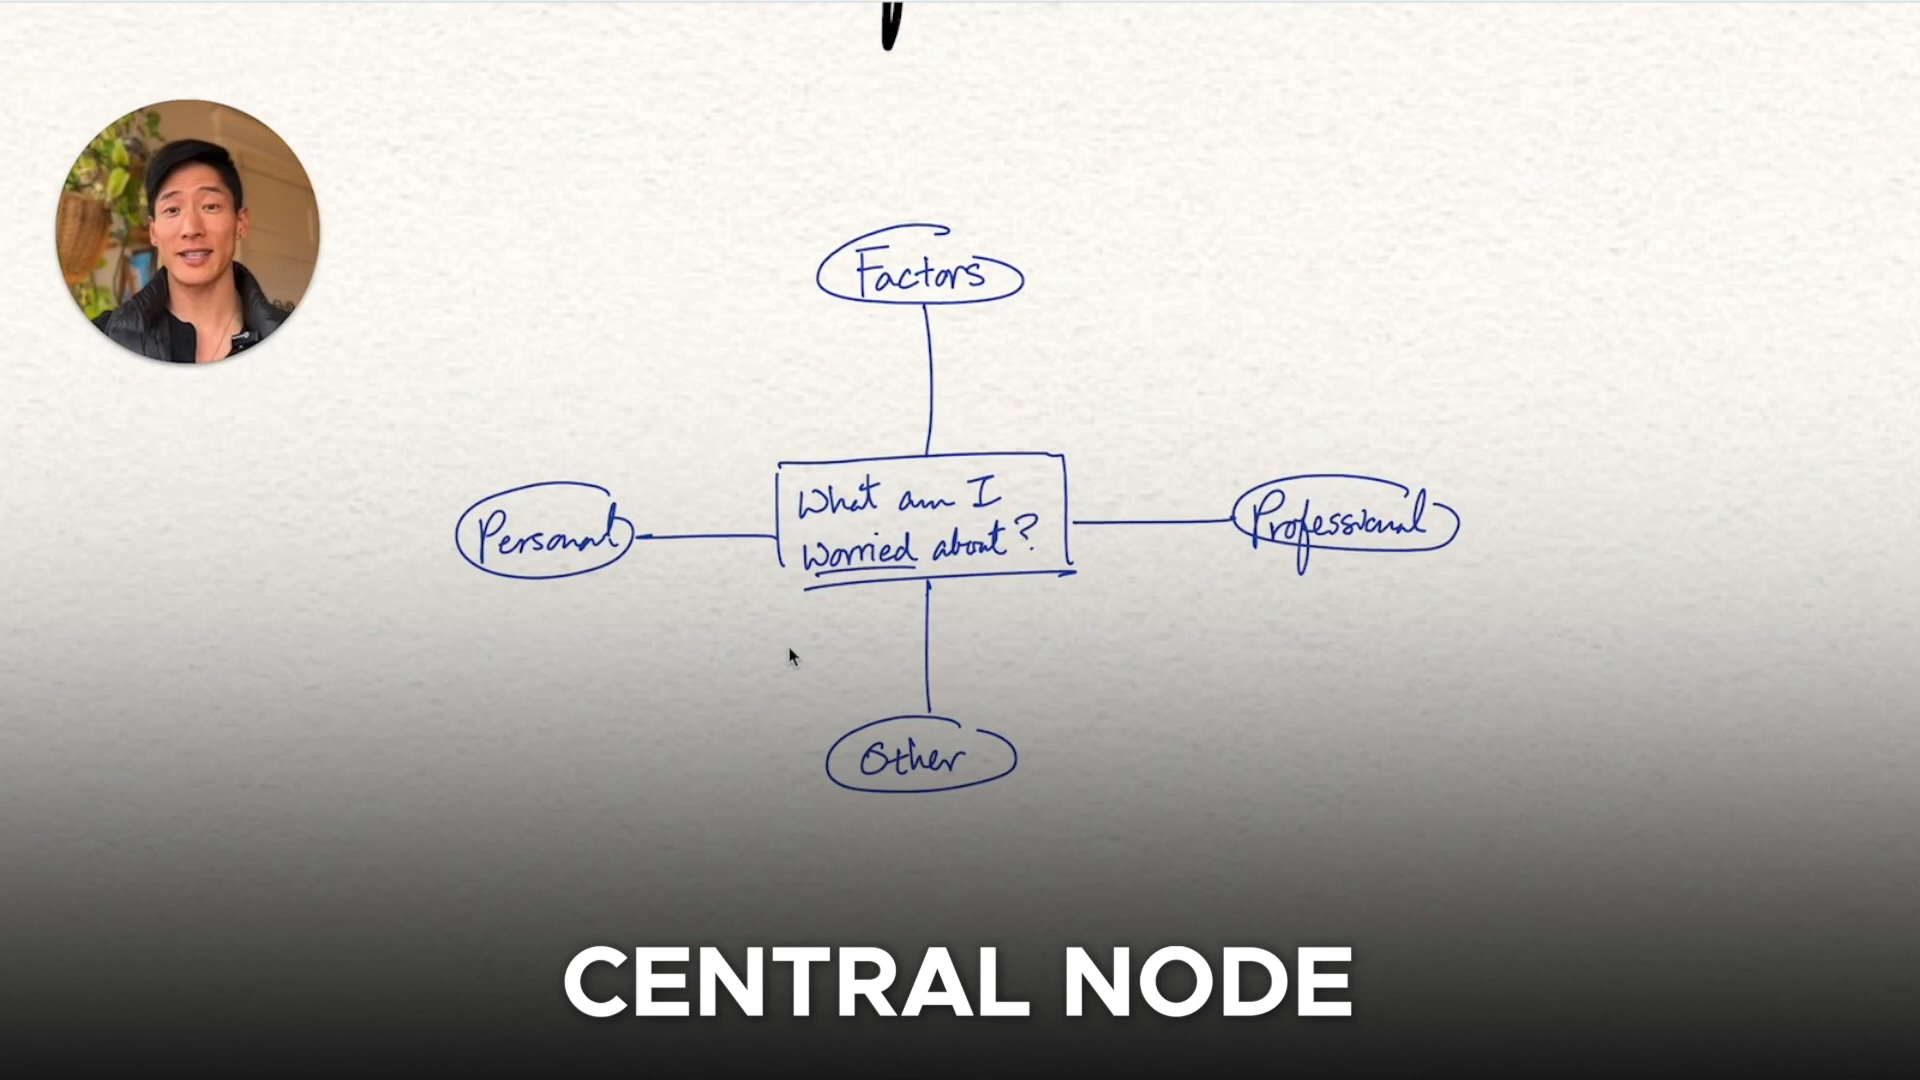 Factors
Personal
What am I
worried about?
Professional
Other
CENTRAL NODE